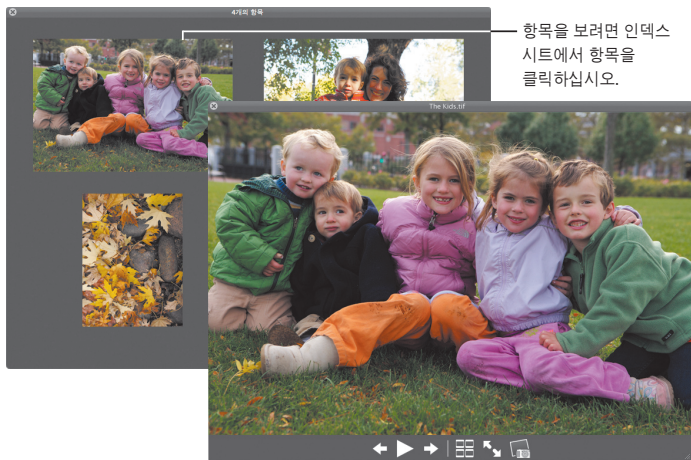 4개의 항목
항목을 보려면 인덱스
시트에서 항목을
클릭하십시오.
The Kids.tif